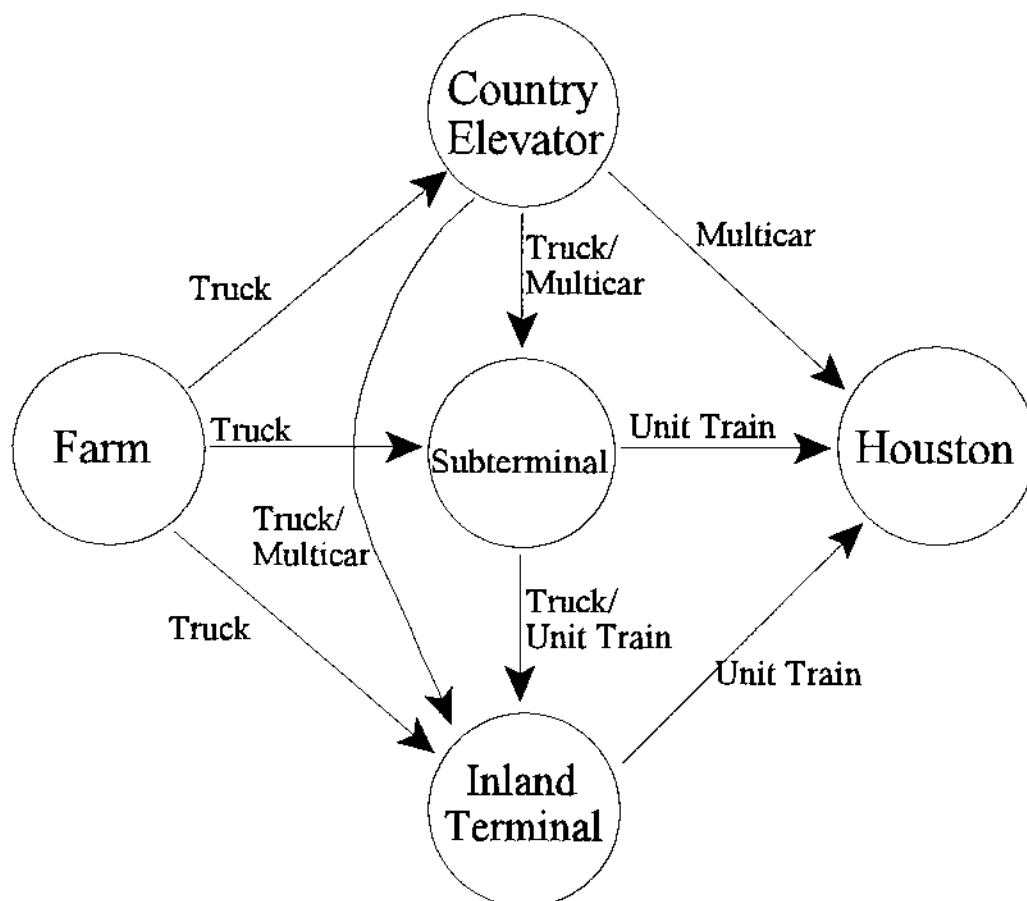 Country
Elevator
Truck/
Multicar
Multicar
Truck
Farm
Truck
Subterminal
Unit Train
Houston
Truck/
Multicar
Truck
Truck/
Unit Train
Unit Train
Inland
Terminal